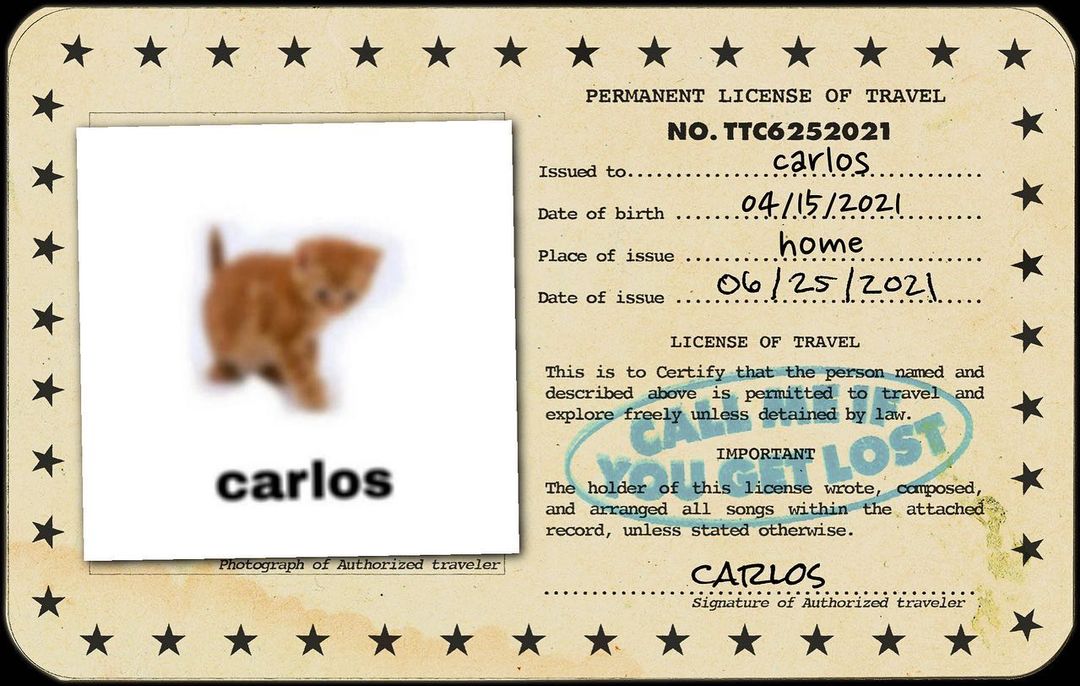 PERMANENT LICENSE OF TRAVEL
NO. TTC6252021
Issued to.................carlos.................
Date of birth ......04/15/2021......
Place of issue ......home......
Date of issue ......06/25/2021......
LICENSE OF TRAVEL
This is to Certify that the person named and
described above is permitted to travel and
explore freely unless detained by law.
CALL ME IF
YOU GET LOST
IMPORTANT
The holder of this license wrote, composed,
and arranged all songs within the attached
record, unless stated otherwise.
CARLOS
Signature of Authorized traveler
carlos
Photograph of Authorized traveler